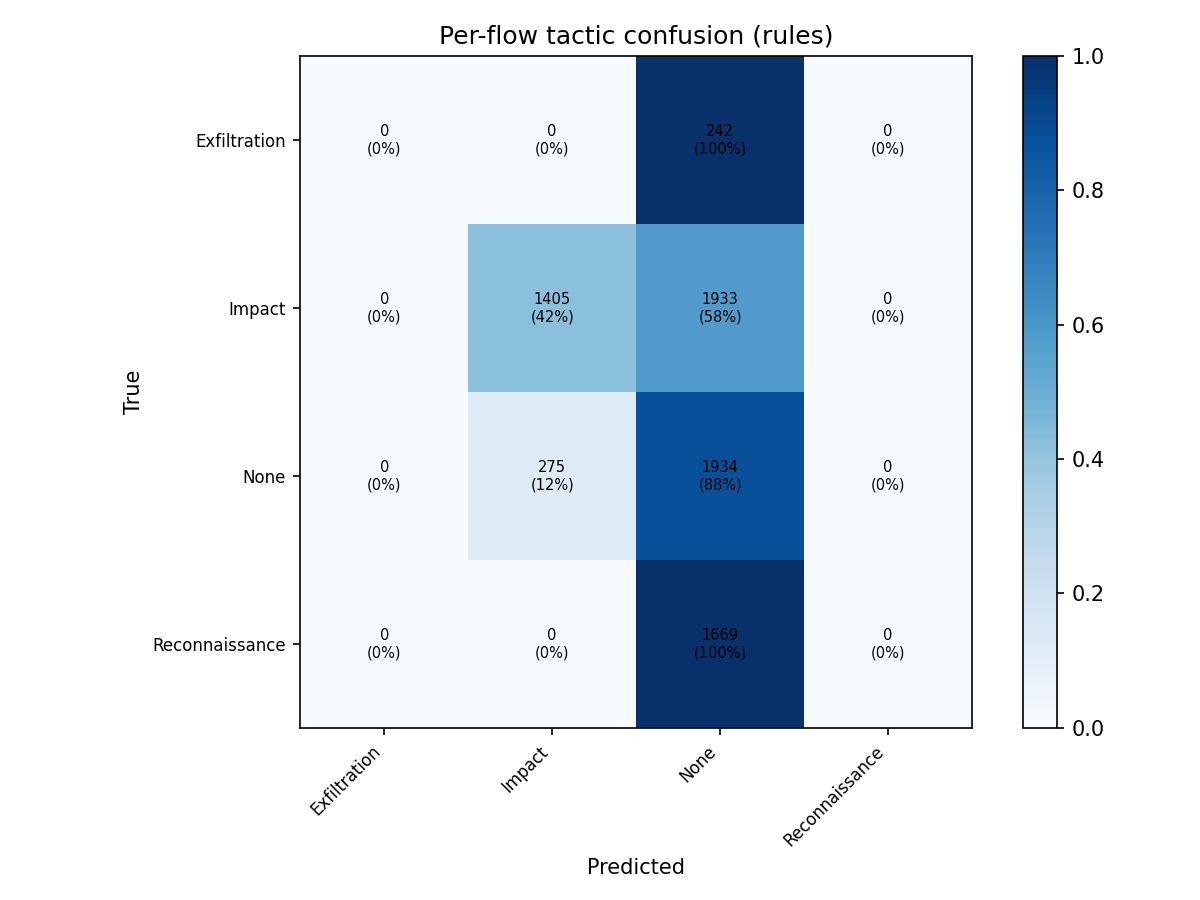 Per-flow tactic confusion (rules)
True
Exfiltration
0 0 242 0
(0%) (0%) (100%) (0%)
Impact
0 1405 1933 0
(0%) (42%) (58%) (0%)
None
0 275 1934 0
(0%) (12%) (88%) (0%)
Reconnaissance
0 0 1669 0
(0%) (0%) (100%) (0%)
Exfiltration
Impact
None
Reconnaissance
Predicted
1.0
0.8
0.6
0.4
0.2
0.0